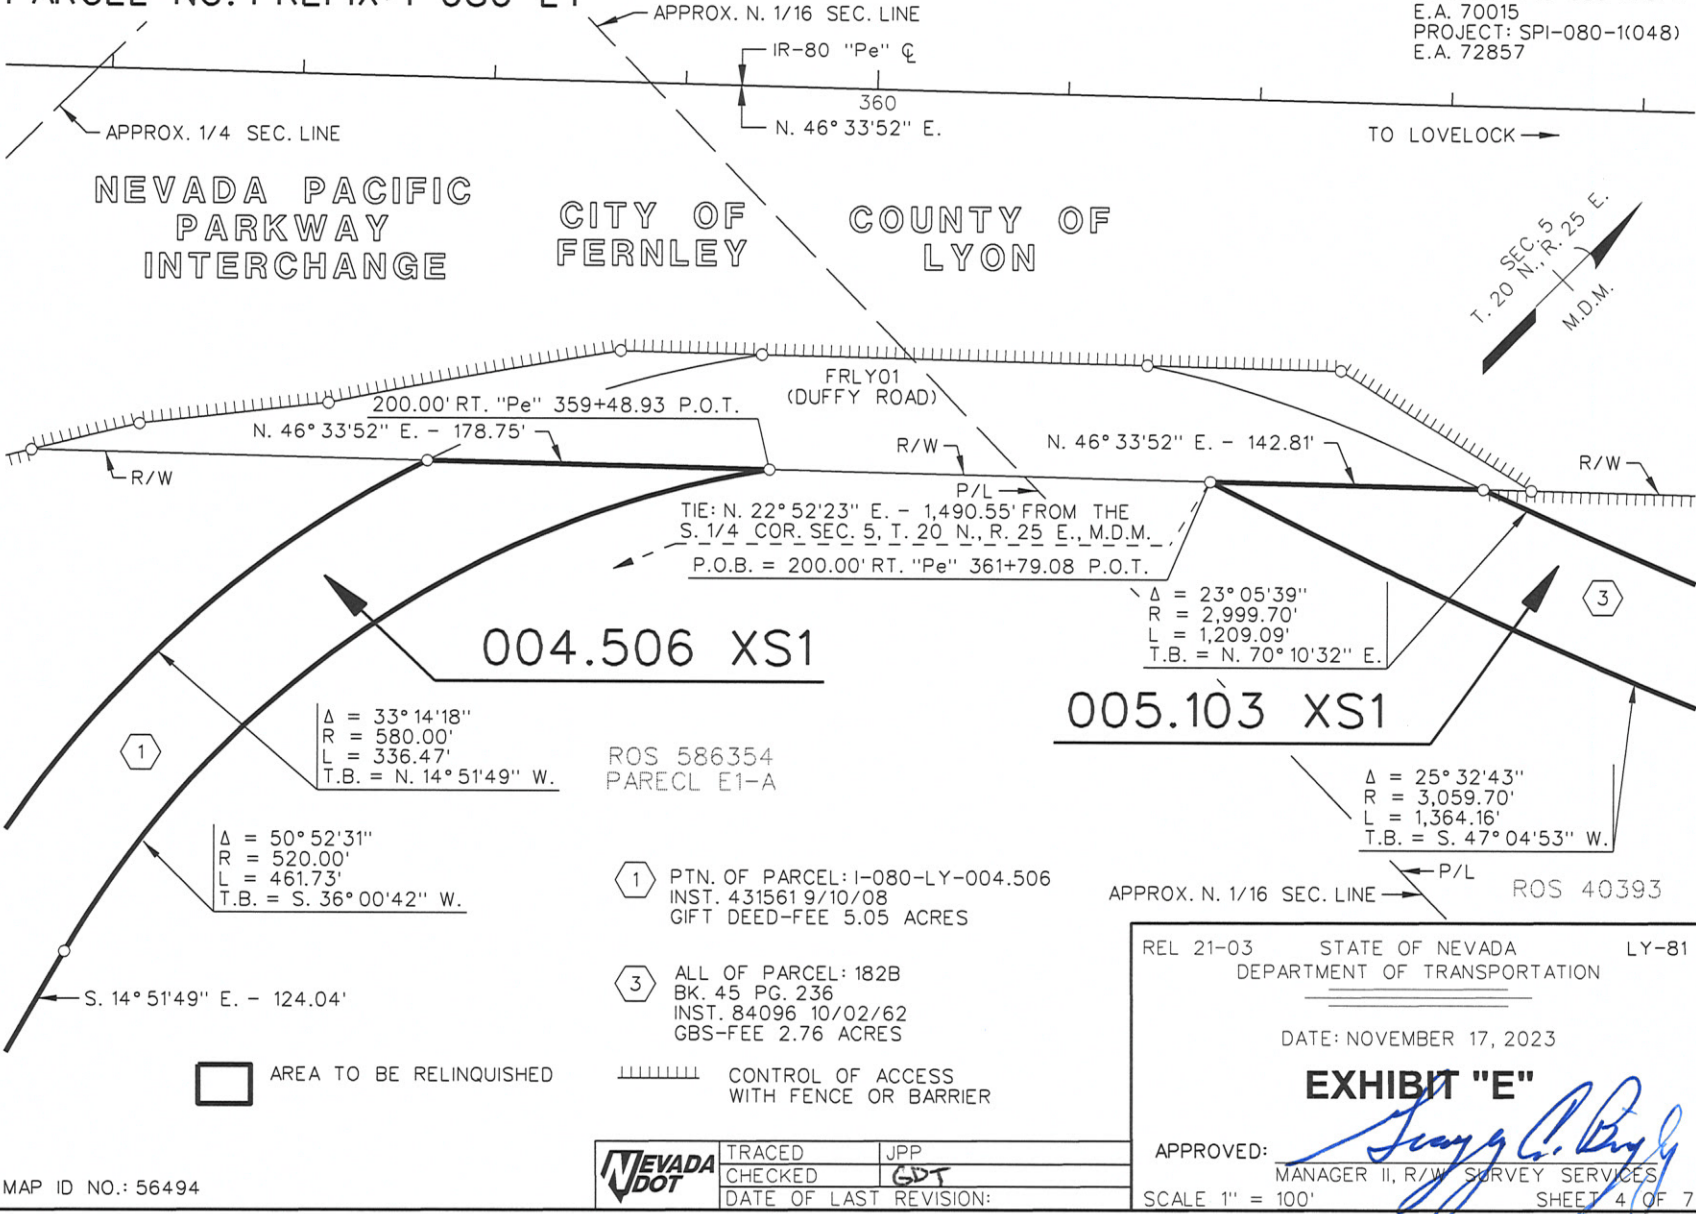 PARCEL NO. PREFIX: I-080-LY
APPROX. N. 1/16 SEC. LINE
E.A. 70015
PROJECT: SPI-080-1(048)
E.A. 72857
IR-80 "Pe" ℄
360
N. 46° 33'52" E.
APPROX. 1/4 SEC. LINE
TO LOVELOCK
NEVADA PACIFIC
PARKWAY
INTERCHANGE
CITY OF
FERNLEY
COUNTY OF
LYON
SEC. 5
T. 20 N., R. 25 E.
M.D.M.
FRLY01
(DUFFY ROAD)
200.00' RT. "Pe" 359+48.93 P.O.T.
N. 46° 33'52" E. - 178.75'
R/W
R/W
N. 46° 33'52" E. - 142.81'
R/W
P/L
TIE: N. 22° 52'23" E. - 1,490.55' FROM THE
S. 1/4 COR. SEC. 5, T. 20 N., R. 25 E., M.D.M.
P.O.B. = 200.00' RT. "Pe" 361+79.08 P.O.T.
Δ = 23° 05'39"
R = 2,999.70'
L = 1,209.09'
T.B. = N. 70° 10'32" E.
3
004.506 XS1
005.103 XS1
1
Δ = 33° 14'18"
R = 580.00'
L = 336.47'
T.B. = N. 14° 51'49" W.
ROS 586354
PARECL E1-A
Δ = 25° 32'43"
R = 3,059.70'
L = 1,364.16'
T.B. = S. 47° 04'53" W.
Δ = 50° 52'31"
R = 520.00'
L = 461.73'
T.B. = S. 36° 00'42" W.
1 PTN. OF PARCEL: I-080-LY-004.506
INST. 431561 9/10/08
GIFT DEED-FEE 5.05 ACRES
P/L
APPROX. N. 1/16 SEC. LINE
ROS 40393
3 ALL OF PARCEL: 182B
BK. 45 PG. 236
INST. 84096 10/02/62
GBS-FEE 2.76 ACRES
S. 14° 51'49" E. - 124.04'
AREA TO BE RELINQUISHED
CONTROL OF ACCESS
WITH FENCE OR BARRIER
REL 21-03 STATE OF NEVADA LY-81
DEPARTMENT OF TRANSPORTATION
DATE: NOVEMBER 17, 2023
EXHIBIT "E"
APPROVED:
MANAGER II, R/W SURVEY SERVICES
SCALE 1" = 100' SHEET 4 OF 7
NEVADA
DOT
TRACED JPP
CHECKED GDT
DATE OF LAST REVISION:
MAP ID NO.: 56494